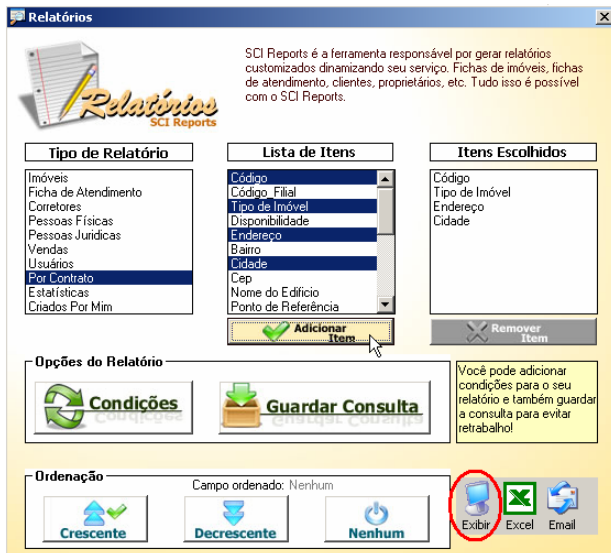 Relatórios
SCI Reports é a ferramenta responsável por gerar relatórios
customizados dinamizando seu serviço. Fichas de imóveis, fichas
de atendimento, clientes, proprietários, etc. Tudo isso é possível
com o SCI Reports.
Relatórios
SCI Reports
Tipo de Relatório
Imóveis
Ficha de Atendimento
Corretores
Pessoas Físicas
Pessoas Juridicas
Vendas
Usuários
Por Contrato
Estatísticas
Criados Por Mim
Lista de Itens
Código
Código_Filial
Tipo de Imóvel
Disponibilidade
Endereço
Bairro
Cidade
Cep
Nome do Edificio
Ponto de Referência
Adicionar
Item
Itens Escolhidos
Código
Tipo de Imóvel
Endereço
Cidade
Remover
Item
Opções do Relatório
Condições
Guardar Consulta
Você pode adicionar
condições para o seu
relatório e também guardar
a consulta para evitar
retrabalho!
Ordenação
Campo ordenado: Nenhum
Crescente
Decrescente
Nenhum
Exibir
Excel
Email